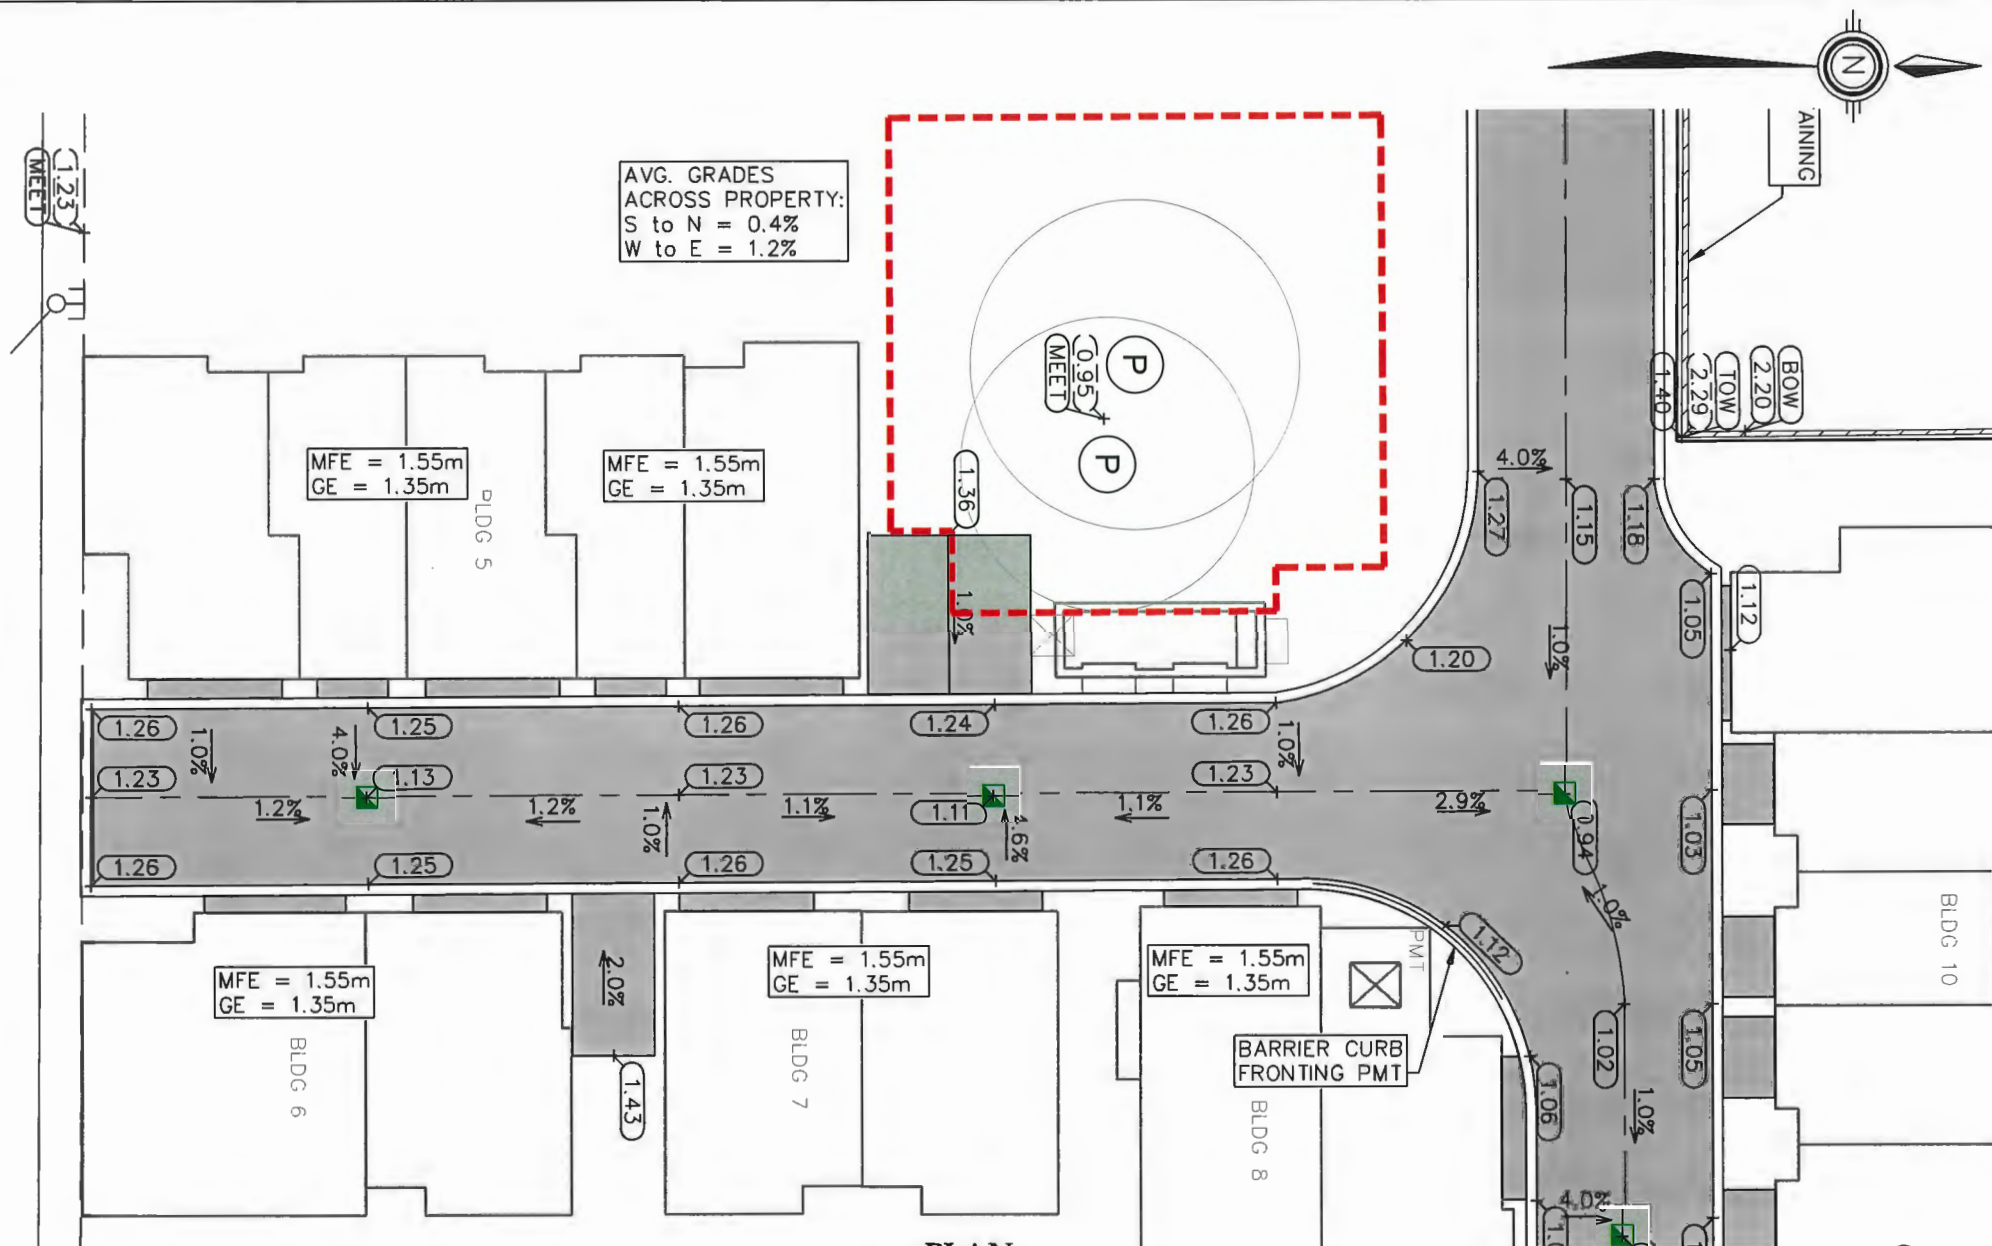 N
AINING
(1.23)
MEET
AVG. GRADES
ACROSS PROPERTY:
S to N = 0.4%
W to E = 1.2%
P
(0.95)
MEET
P
1.40
(2.29)
TOW
2.20
BOW
MFE = 1.55m
GE = 1.35m
MFE = 1.55m
GE = 1.35m
BLDG 5
1.36
4.0%
1.27
1.15
1.18
1.0%
1.05
1.12
1.20
1.0%
1.26
1.25
1.26
1.24
1.26
1.0%
4.0%
1.0%
1.23
1.13
1.23
1.23
1.2%
1.2%
1.0%
1.1%
1.11
1.1%
2.9%
0.94
1.03
1.26
1.25
1.26
1.25
1.26
1.0%
1.12
PMT
BLDG 10
MFE = 1.55m
GE = 1.35m
2.0%
MFE = 1.55m
GE = 1.35m
MFE = 1.55m
GE = 1.35m
BARRIER CURB
FRONTING PMT
1.02
1.05
BLDG 6
1.43
BLDG 7
BLDG 8
1.06
1.0%
4.0%
PLAN